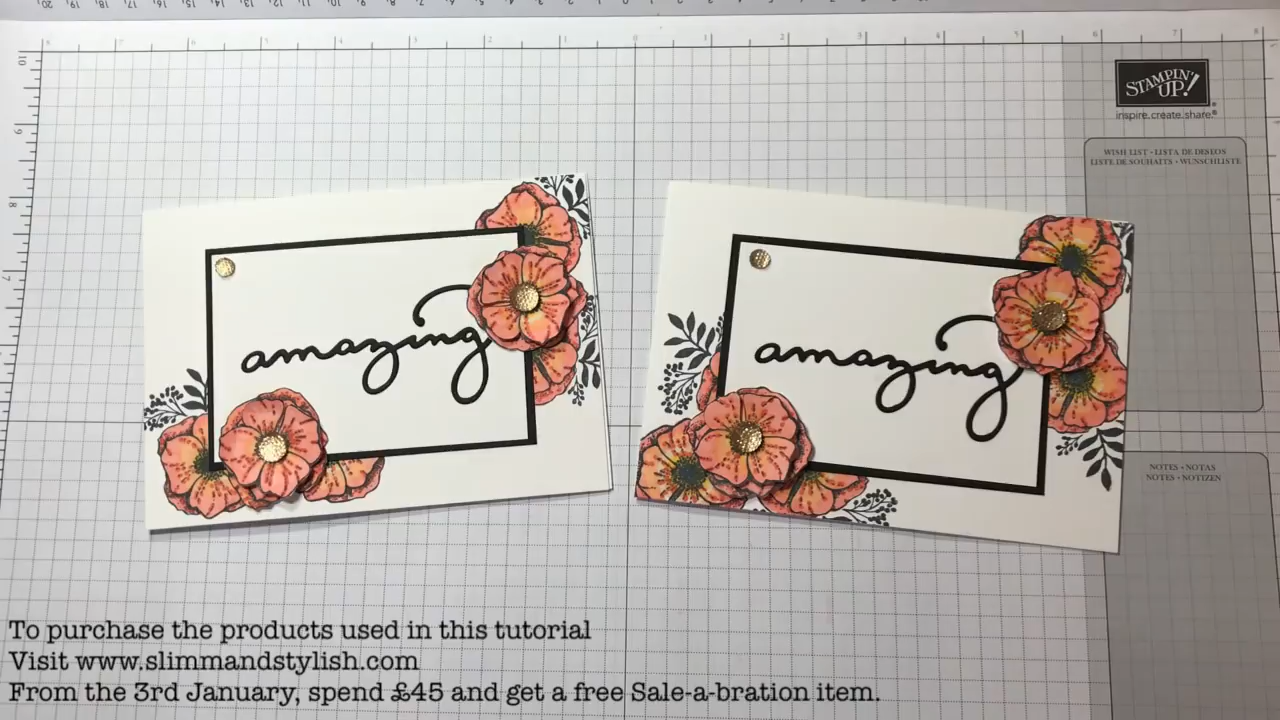 STAMPIN' UP!
inspire.create.share.®
WISH LIST • LISTA DE DESEOS
LISTE DE SOUHAITS • WUNSCHLISTE
amazing
amazing
NOTES • NOTAS
NOTES • NOTIZEN
To purchase the products used in this tutorial
Visit www.slimmandstylish.com
From the 3rd January, spend £45 and get a free Sale-a-bration item.